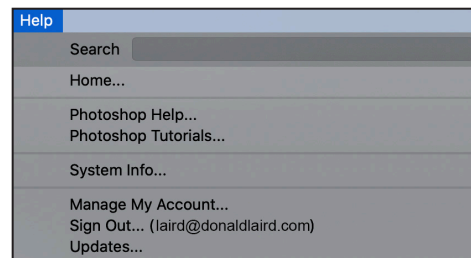 Help
Search
Home...
Photoshop Help...
Photoshop Tutorials...
System Info...
Manage My Account...
Sign Out... (laird@donaldlaird.com)
Updates...